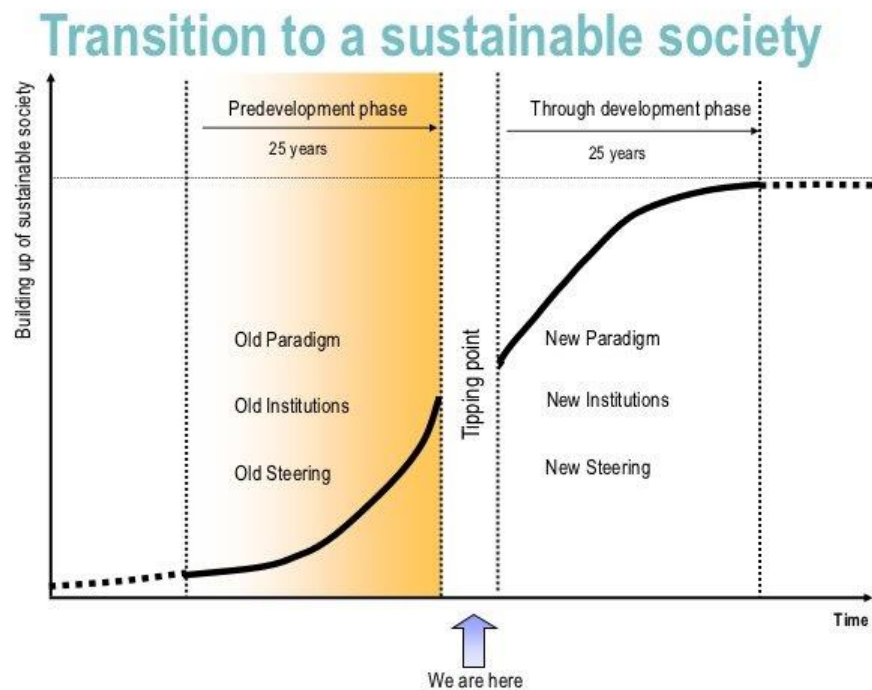 Transition to a sustainable society
Predevelopment phase
25 years
Through development phase
25 years
Building up of sustainable society
Old Paradigm
Old Institutions
Old Steering
Tipping point
New Paradigm
New Institutions
New Steering
Time
We are here